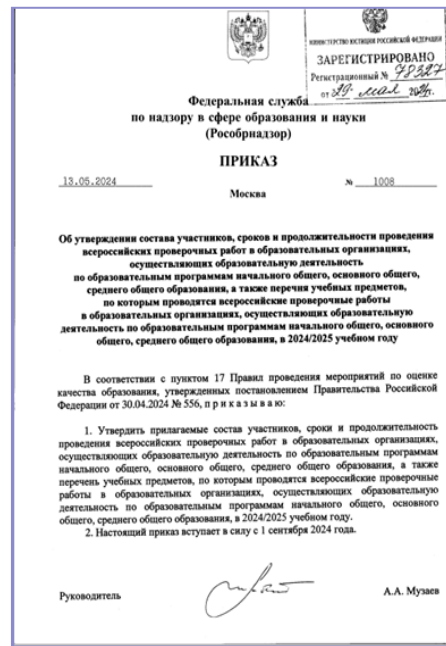 МИНИСТЕРСТВО ЮСТИЦИИ РОССИЙСКОЙ ФЕДЕРАЦИИ
ЗАРЕГИСТРИРОВАНО
Регистрационный № 78327
от "29" мая 2024г.
Федеральная служба
по надзору в сфере образования и науки
(Рособрнадзор)
ПРИКАЗ
13.05.2024 № 1008
Москва
Об утверждении состава участников, сроков и продолжительности проведения
всероссийских проверочных работ в образовательных организациях,
осуществляющих образовательную деятельность
по образовательным программам начального общего, основного общего,
среднего общего образования, а также перечня учебных предметов,
по которым проводятся всероссийские проверочные работы
в образовательных организациях, осуществляющих образовательную
деятельность по образовательным программам начального общего, основного
общего, среднего общего образования, в 2024/2025 учебном году
В соответствии с пунктом 17 Правил проведения мероприятий по оценке
качества образования, утвержденных постановлением Правительства Российской
Федерации от 30.04.2024 № 556, п р и к а з ы в а ю:
1. Утвердить прилагаемые состав участников, сроки и продолжительность
проведения всероссийских проверочных работ в образовательных организациях,
осуществляющих образовательную деятельность по образовательным программам
начального общего, основного общего, среднего общего образования, а также
перечень учебных предметов, по которым проводятся всероссийские проверочные
работы в образовательных организациях, осуществляющих образовательную
деятельность по образовательным программам начального общего, основного
общего, среднего общего образования, в 2024/2025 учебном году.
2. Настоящий приказ вступает в силу с 1 сентября 2024 года.
Руководитель А.А. Музаев